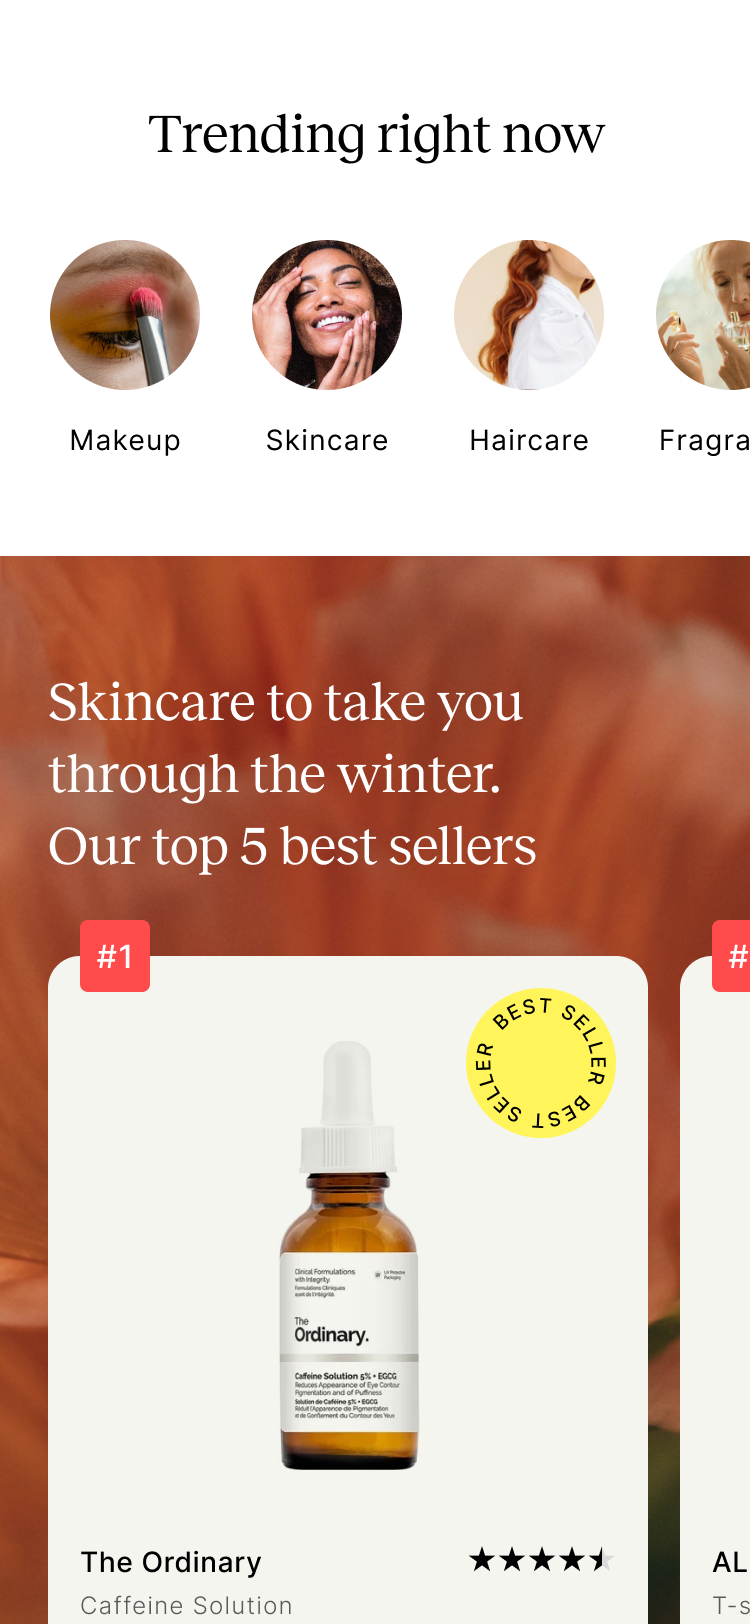 Trending right now
Makeup
Skincare
Haircare
Fragra
Skincare to take you
through the winter.
Our top 5 best sellers
#1
#
BEST SELLER BEST SELLER
Clinical Formulations
with Integrity.
Formulations Cliniques
avant de l'intégrité.
UV Protective
Packaging
The
Ordinary.
Caffeine Solution 5% + EGCG
Reduces Appearance of Eye Contour
Pigmentation and of Puffiness
Solution de Caféine 5% + EGCG
Réduit l'Apparence de Pigmentation
et de Gonflement du Contour des Yeux
The Ordinary
Caffeine Solution
AL
T-s